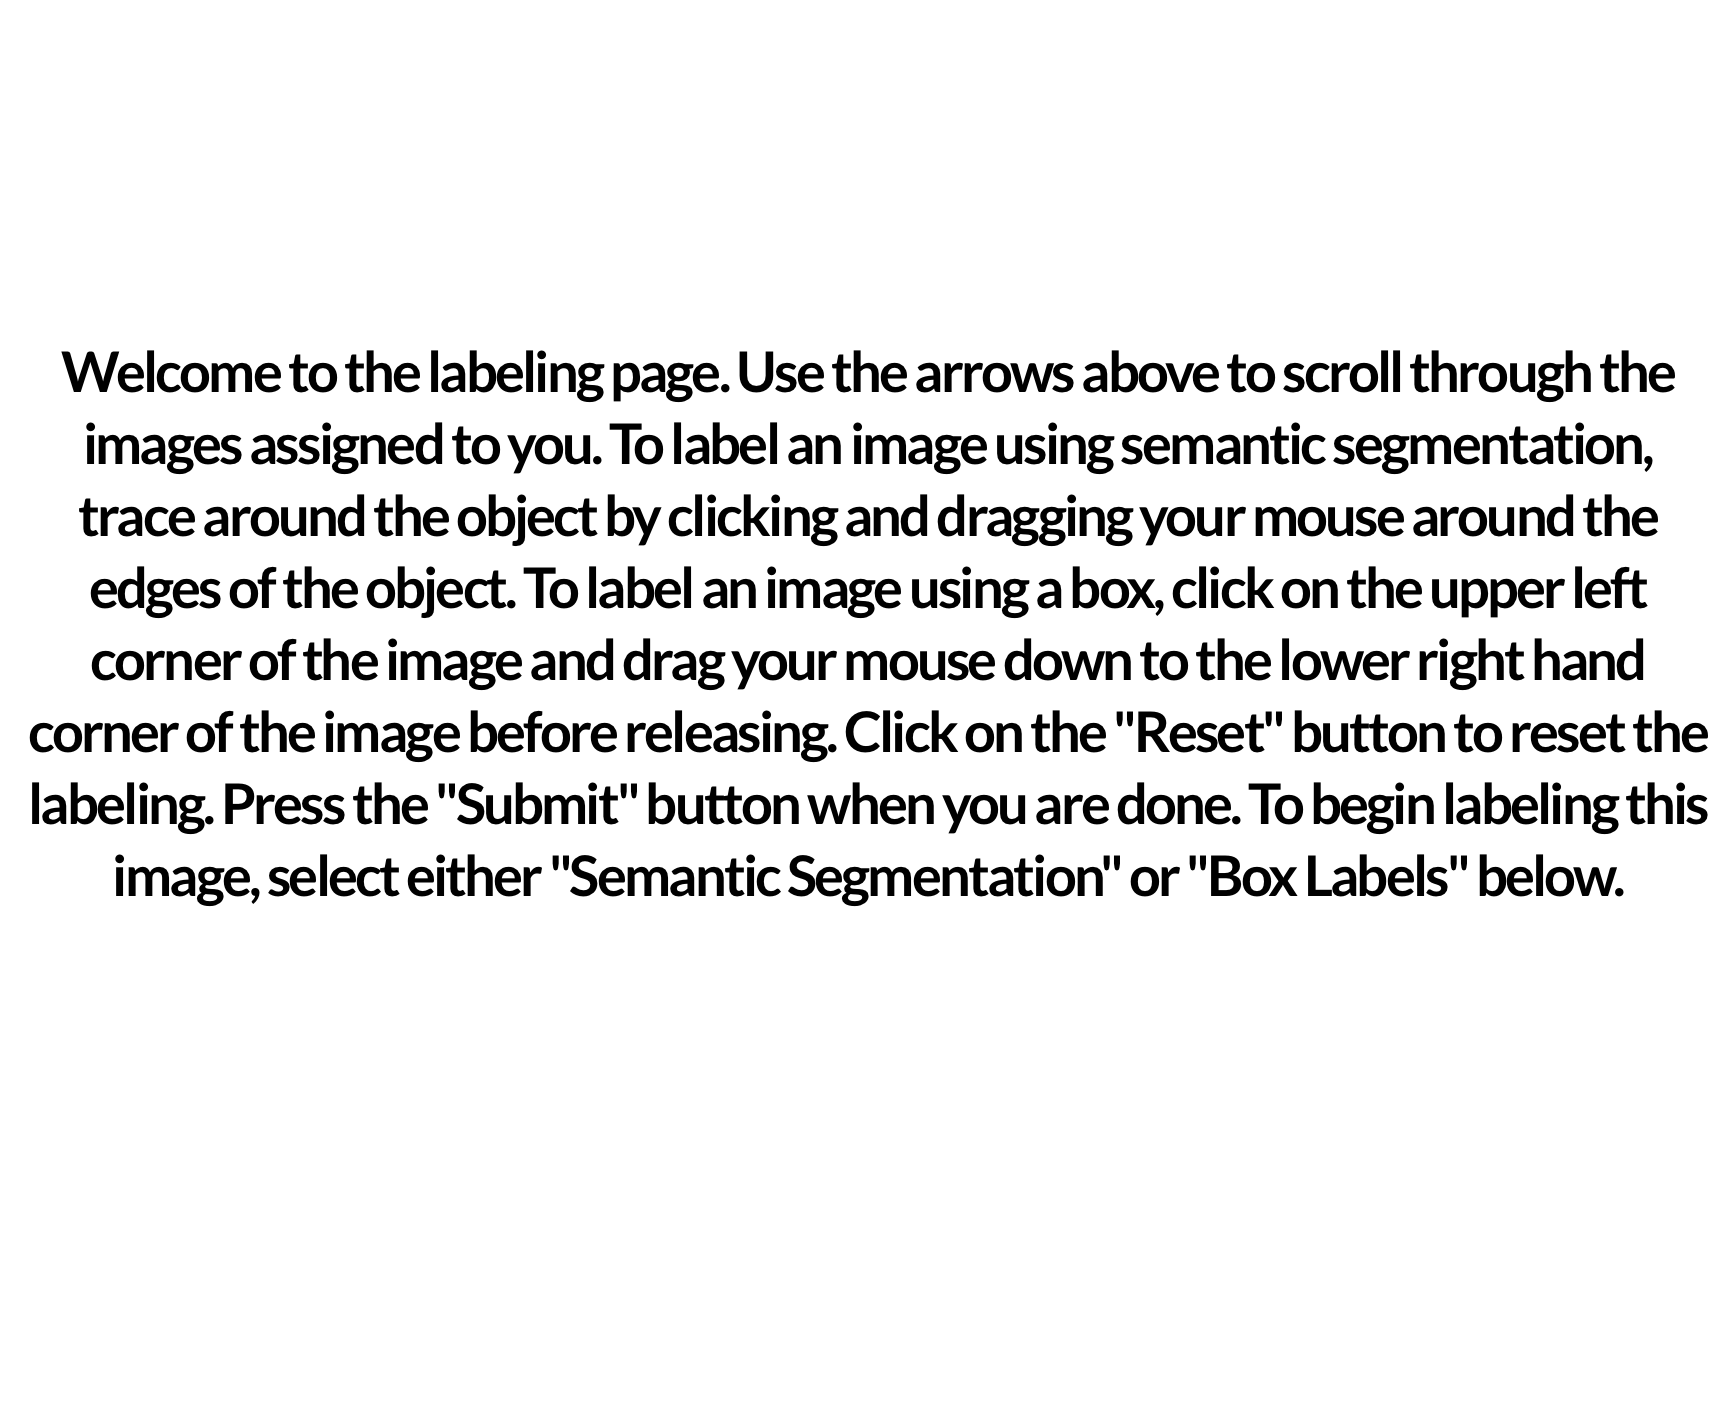 Welcome to the labeling page. Use the arrows above to scroll through the
images assigned to you. To label an image using semantic segmentation,
trace around the object by clicking and dragging your mouse around the
edges of the object. To label an image using a box, click on the upper left
corner of the image and drag your mouse down to the lower right hand
corner of the image before releasing. Click on the "Reset" button to reset the
labeling. Press the "Submit" button when you are done. To begin labeling this
image, select either "Semantic Segmentation" or "Box Labels" below.